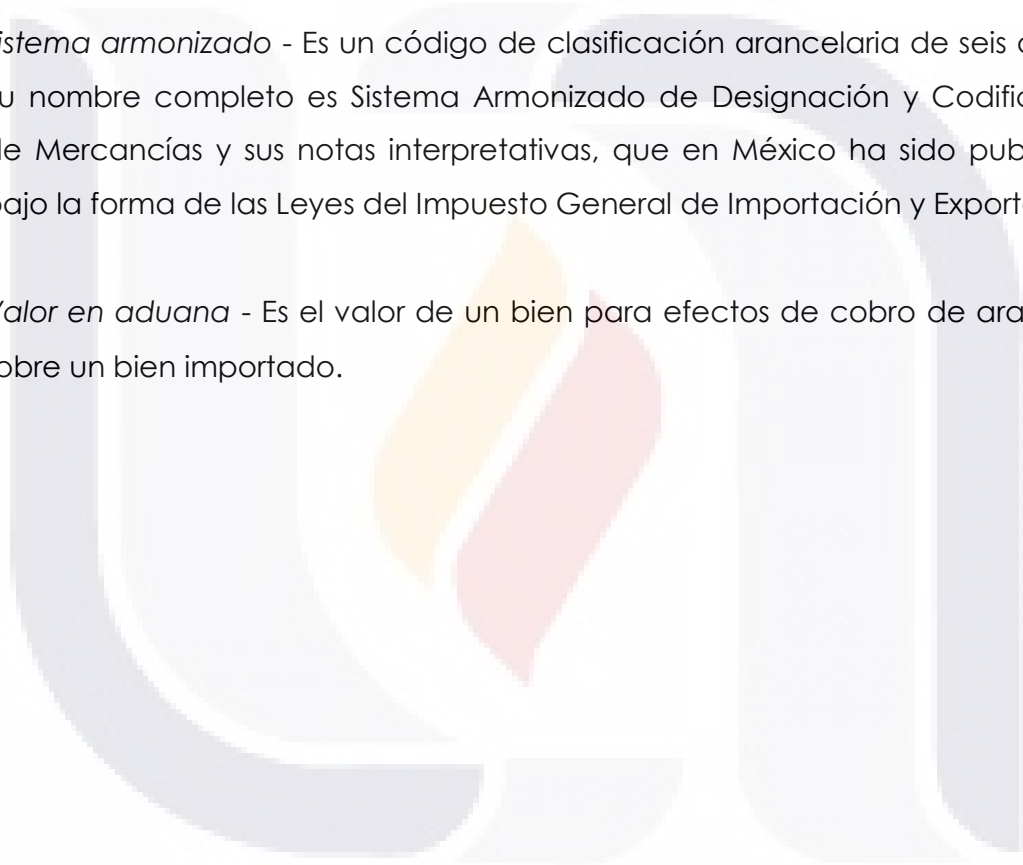 istema armonizado - Es un código de clasificación arancelaria de seis
u nombre completo es Sistema Armonizado de Designación y Codific
de Mercancías y sus notas interpretativas, que en México ha sido pub
bajo la forma de las Leyes del Impuesto General de Importación y Export
Valor en aduana - Es el valor de un bien para efectos de cobro de ara
obre un bien importado.